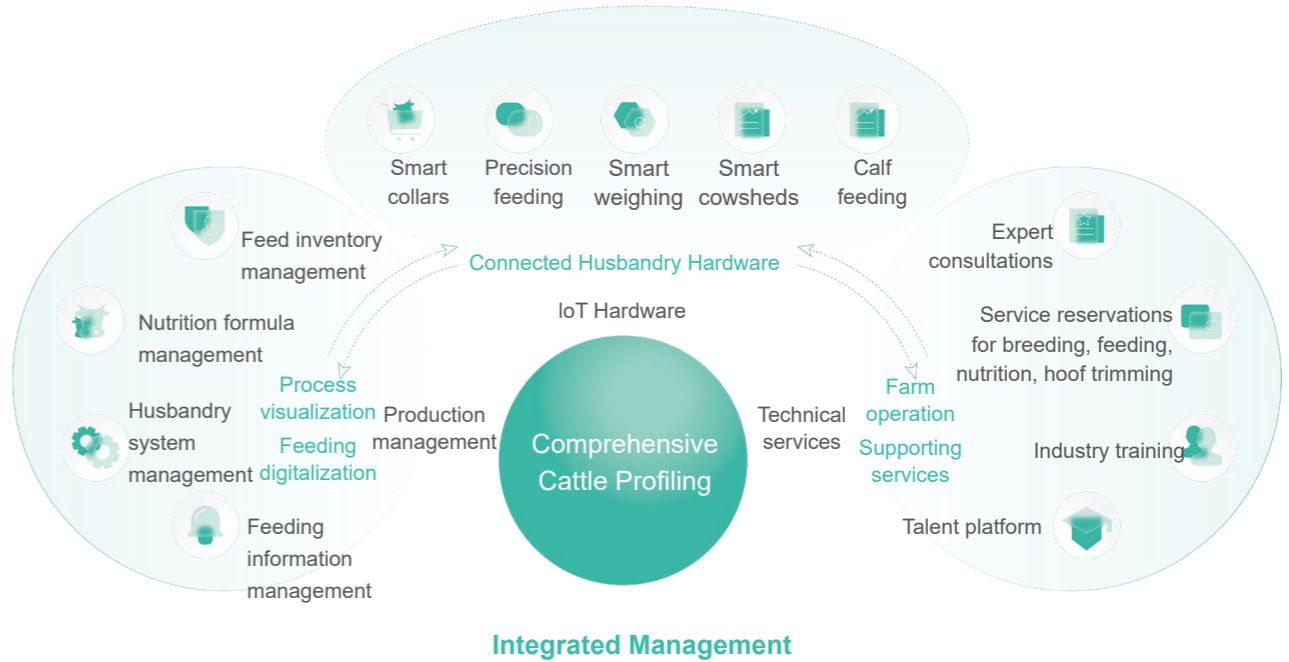 Smart
collars
Precision
feeding
Smart
weighing
Smart
cowsheds
Calf
feeding
Connected Husbandry Hardware
IoT Hardware
Feed inventory
management
Nutrition formula
management
Husbandry
system
management
Feeding
information
management
Process
visualization
Feeding
digitalization
Production
management
Comprehensive
Cattle Profiling
Technical
services
Farm
operation
Supporting
services
Expert
consultations
Service reservations
for breeding, feeding,
nutrition, hoof trimming
Industry training
Talent platform
Integrated Management